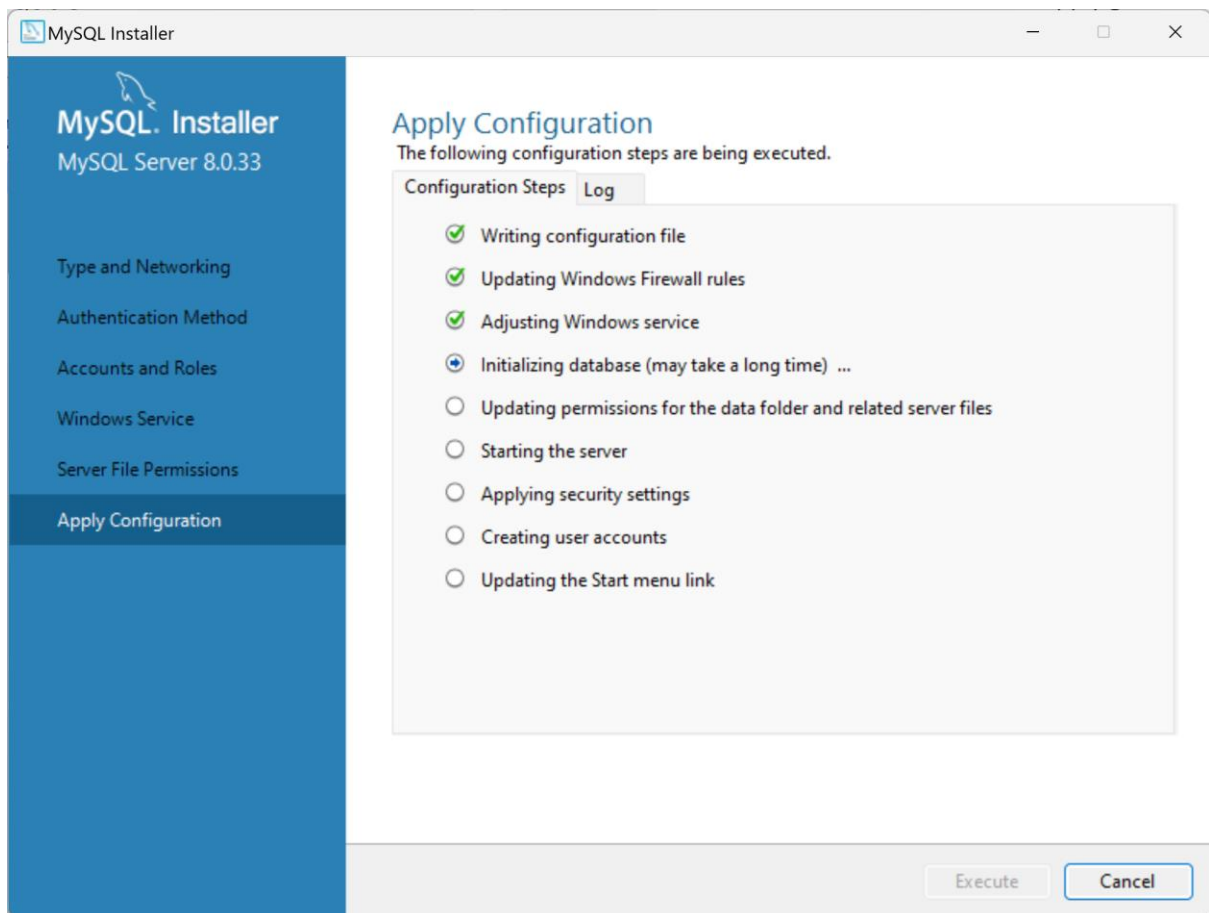 MySQL Installer
MySQL. Installer
MySQL Server 8.0.33
Type and Networking
Authentication Method
Accounts and Roles
Windows Service
Server File Permissions
Apply Configuration
Apply Configuration
The following configuration steps are being executed.
Configuration Steps Log
Writing configuration file
Updating Windows Firewall rules
Adjusting Windows service
Initializing database (may take a long time) ...
Updating permissions for the data folder and related server files
Starting the server
Applying security settings
Creating user accounts
Updating the Start menu link
Execute Cancel